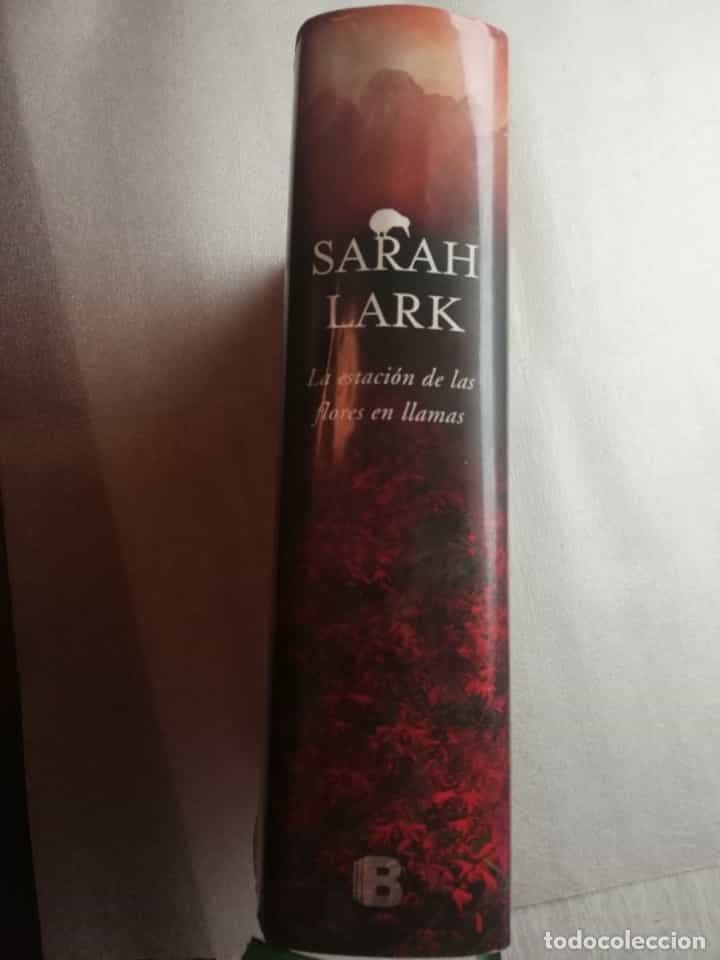 SARAH
LARK
La estación de las
flores en llamas
B
todocoleccion